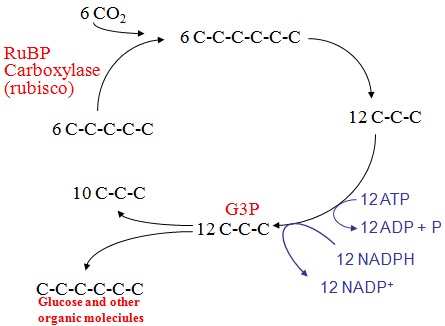 6 CO₂
6 C-C-C-C-C-C
RuBP
Carboxylase
(rubisco)
6 C-C-C-C-C
12 C-C-C
12 ATP
12 ADP + P
12 NADPH
12 NADP⁺
G3P
12 C-C-C
10 C-C-C
C-C-C-C-C-C
Glucose and other
organic moleciules